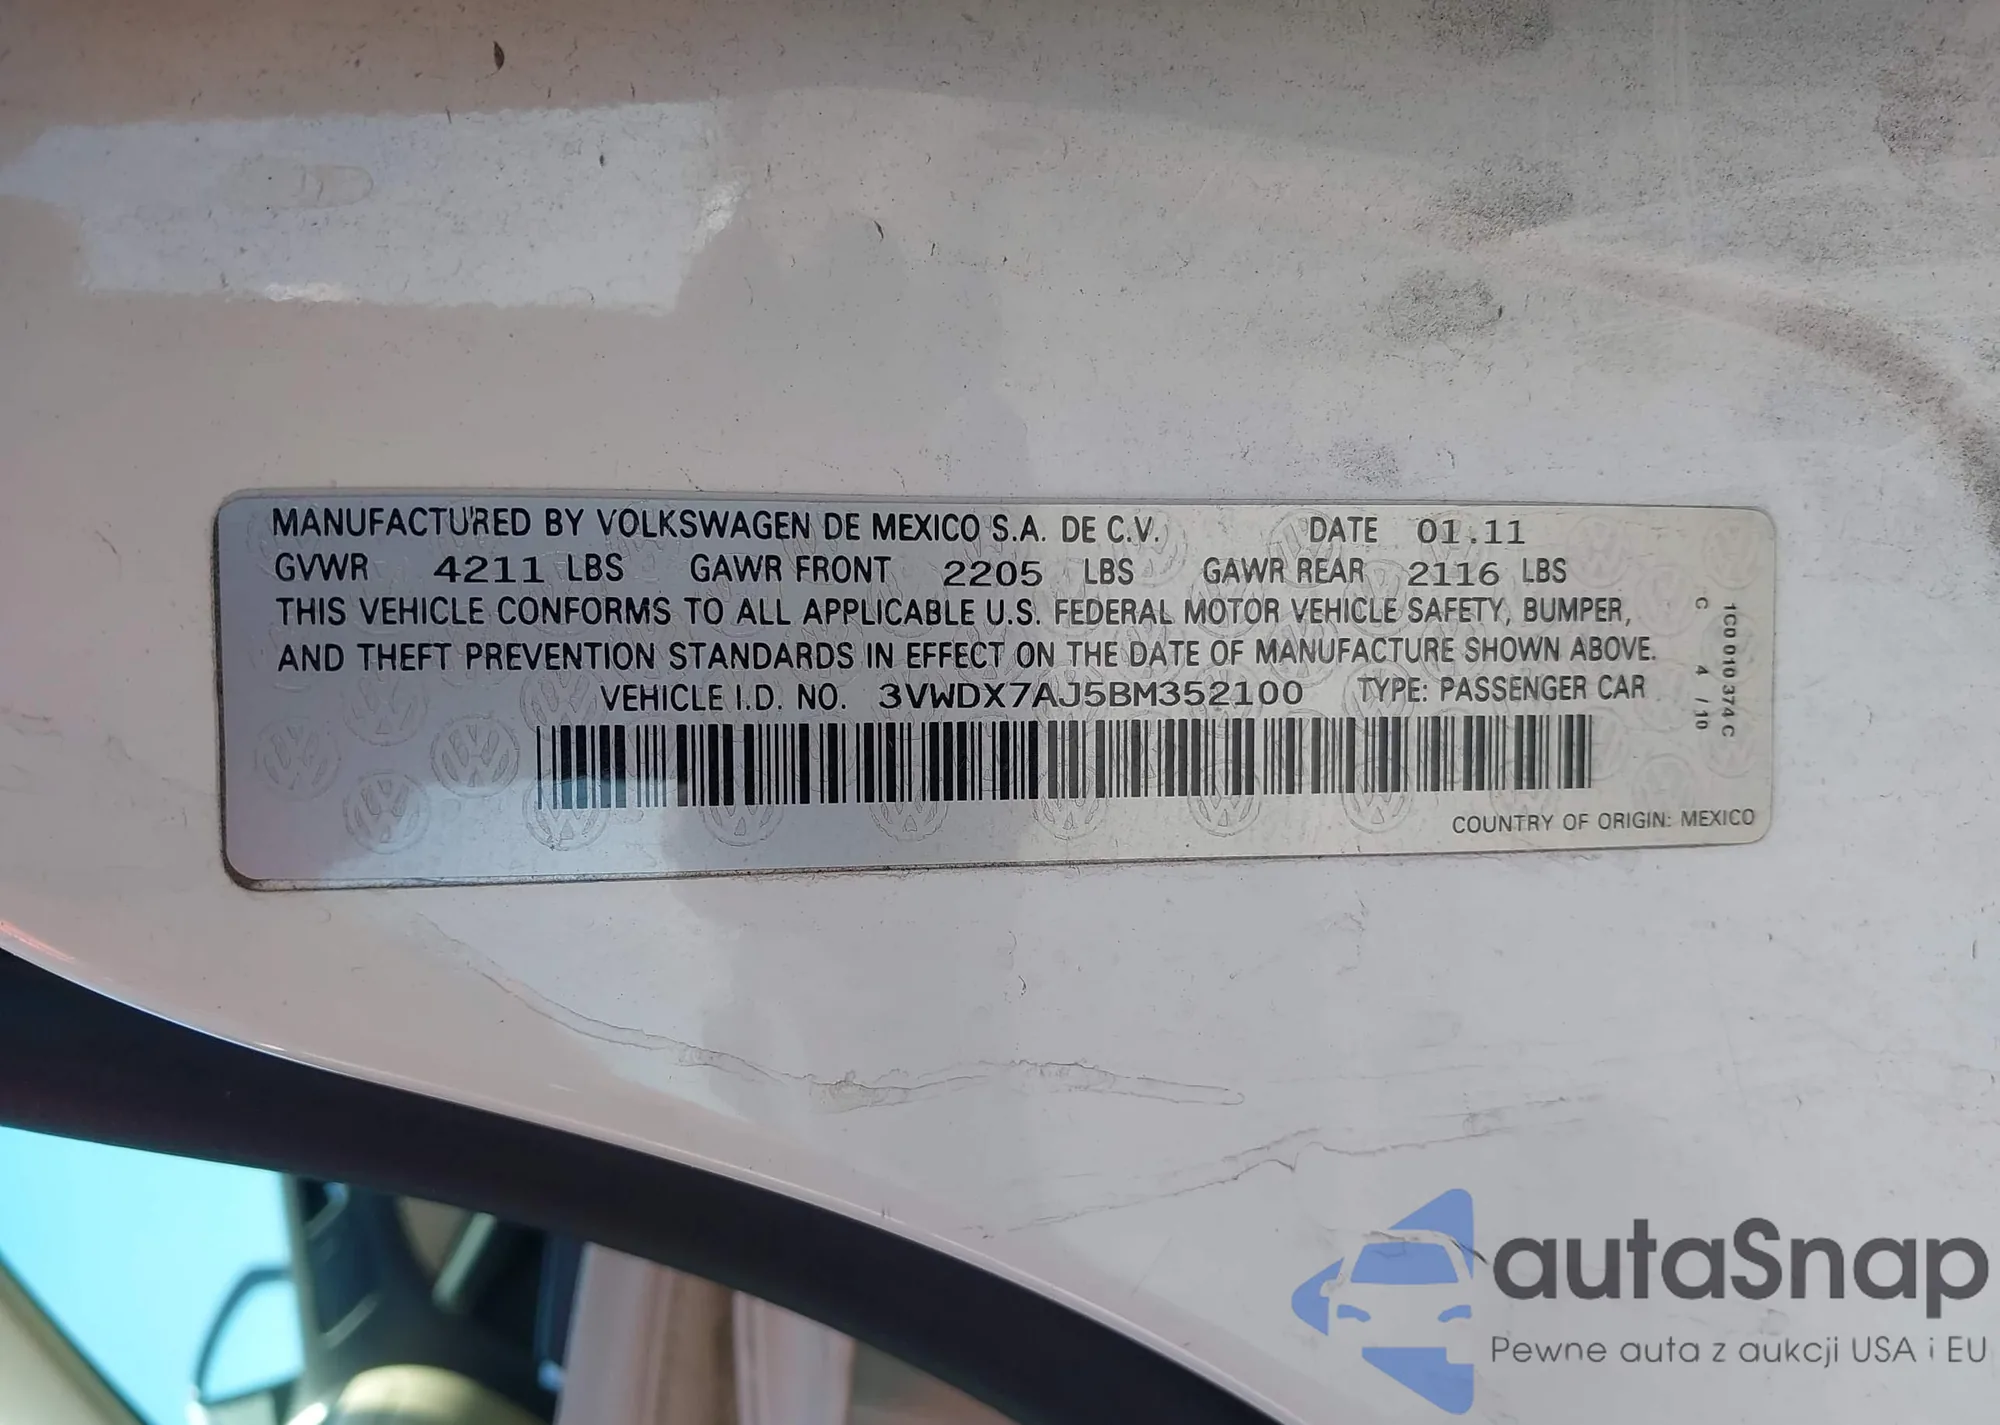 MANUFACTURED BY VOLKSWAGEN DE MEXICO S.A. DE C.V. DATE 01.11
GVWR 4211 LBS GAWR FRONT 2205 LBS GAWR REAR 2116 LBS
THIS VEHICLE CONFORMS TO ALL APPLICABLE U.S. FEDERAL MOTOR VEHICLE SAFETY, BUMPER,
AND THEFT PREVENTION STANDARDS IN EFFECT ON THE DATE OF MANUFACTURE SHOWN ABOVE.
VEHICLE I.D. NO. 3VWDX7AJ5BM352100 TYPE: PASSENGER CAR
COUNTRY OF ORIGIN: MEXICO
1C0 010 374 C
C 4 / 10
autaSnap
Pewne auta z aukcji USA i EU